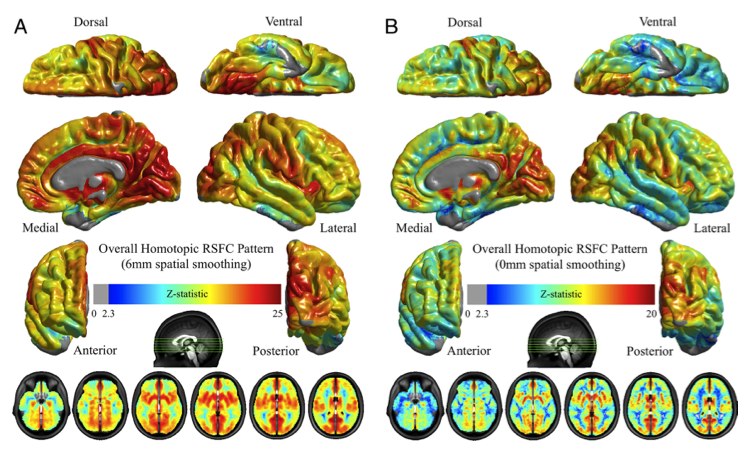 A
Dorsal
Ventral
Medial
Lateral
Overall Homotopic RSFC Pattern
(6mm spatial smoothing)
Z-statistic
0
2.3
25
Anterior
Posterior
B
Dorsal
Ventral
Medial
Lateral
Overall Homotopic RSFC Pattern
(0mm spatial smoothing)
Z-statistic
0
2.3
20
Anterior
Posterior